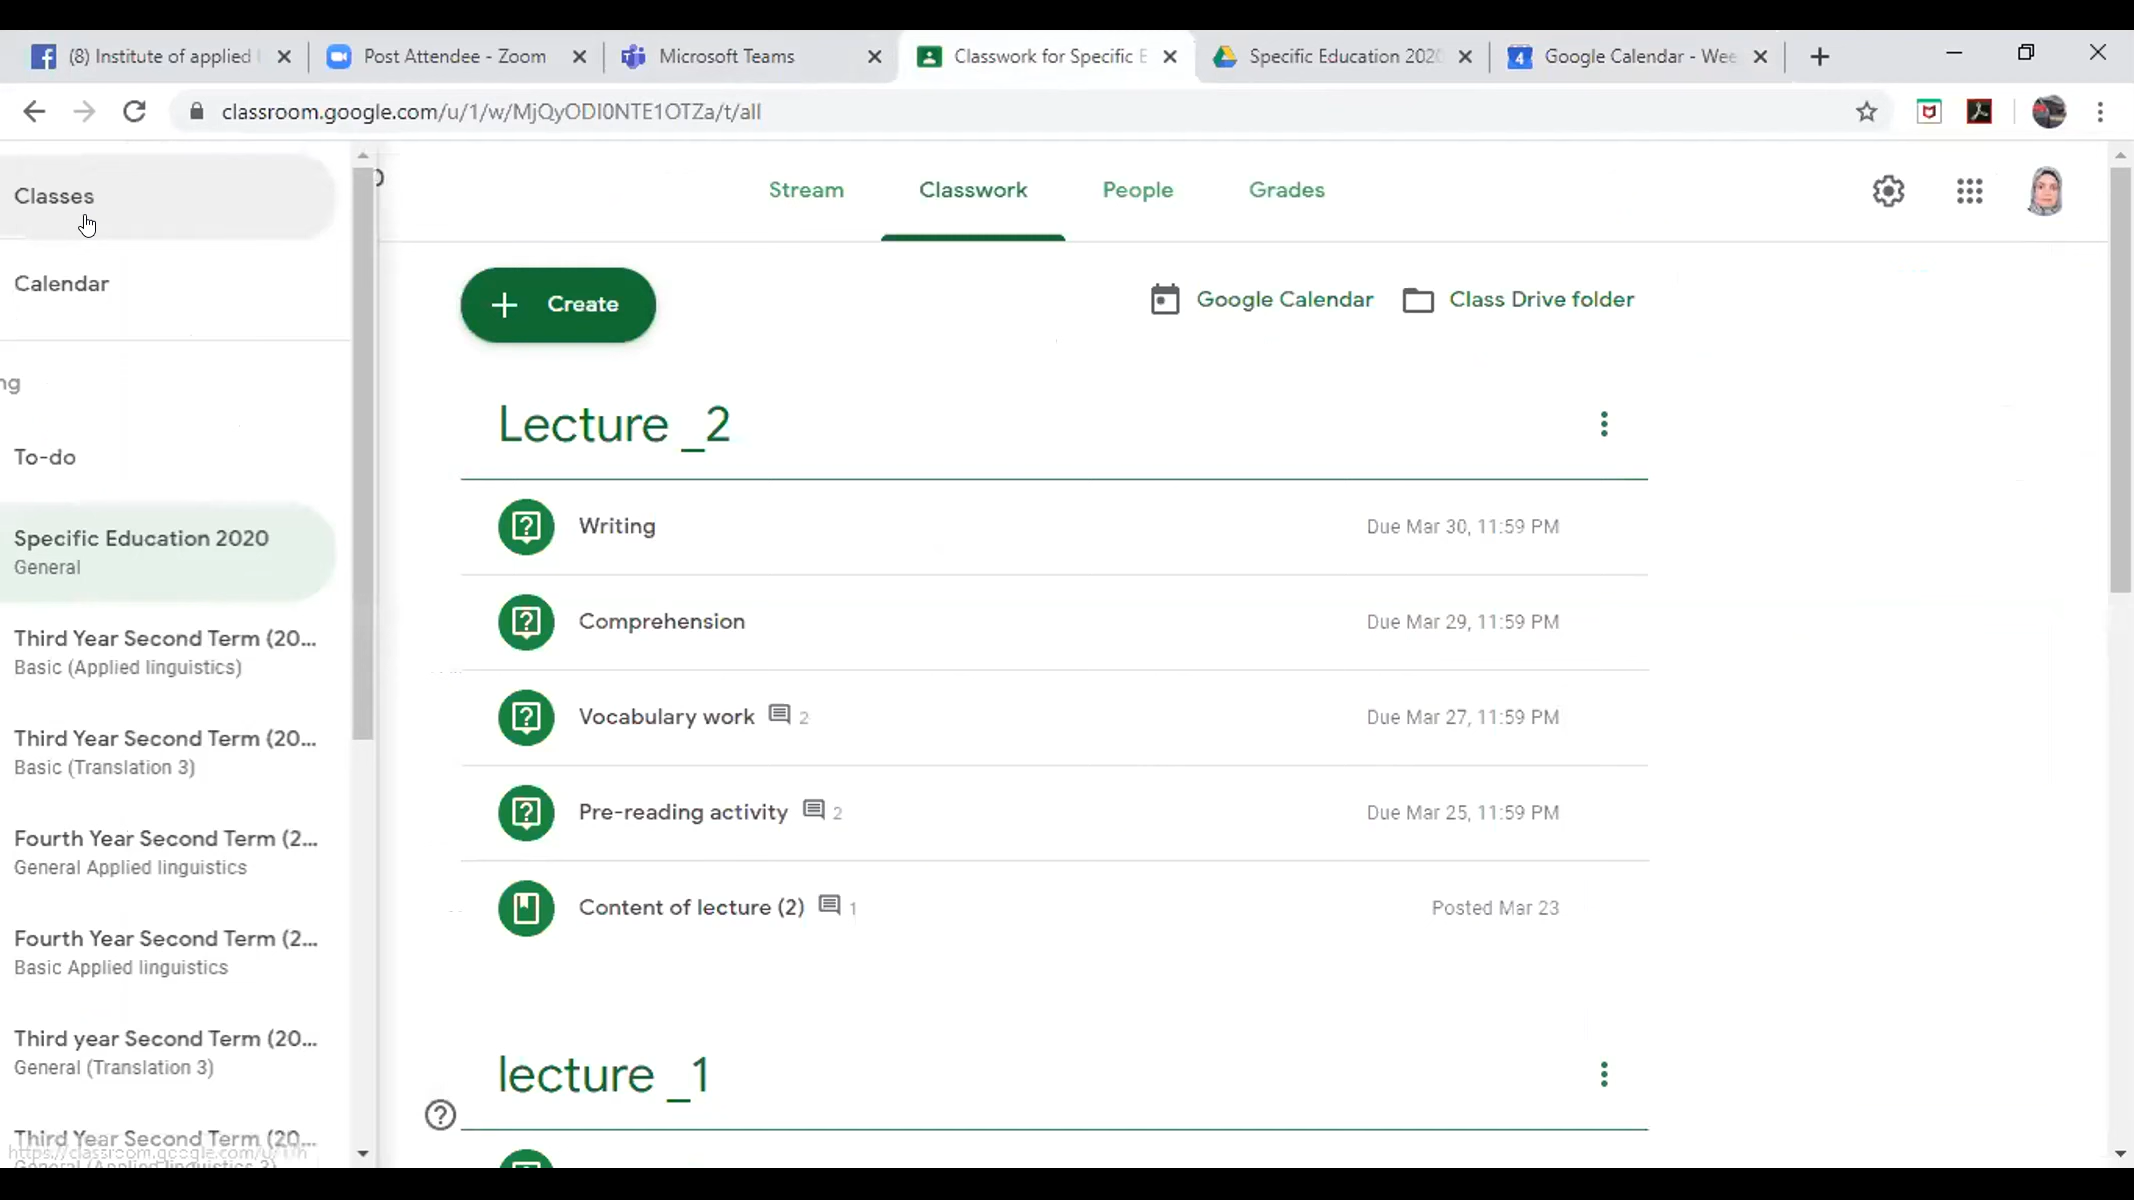 (8) Institute of applied
Post Attendee - Zoom
Microsoft Teams
Classwork for Specific E
Specific Education 2020
4
Google Calendar - Wee
classroom.google.com/u/1/w/MjQyODI0NTE1OTZa/t/all
Classes
Calendar
ng
To-do
Specific Education 2020
General
Third Year Second Term (20...
Basic (Applied linguistics)
Third Year Second Term (20...
Basic (Translation 3)
Fourth Year Second Term (2...
General Applied linguistics
Fourth Year Second Term (2...
Basic Applied linguistics
Third year Second Term (20...
General (Translation 3)
Third Year Second Term (20...
General (Applied linguistics 3)
Stream
Classwork
People
Grades
Create
Google Calendar
Class Drive folder
Lecture _2
Writing
Due Mar 30, 11:59 PM
Comprehension
Due Mar 29, 11:59 PM
Vocabulary work 2
Due Mar 27, 11:59 PM
Pre-reading activity 2
Due Mar 25, 11:59 PM
Content of lecture (2) 1
Posted Mar 23
lecture _1